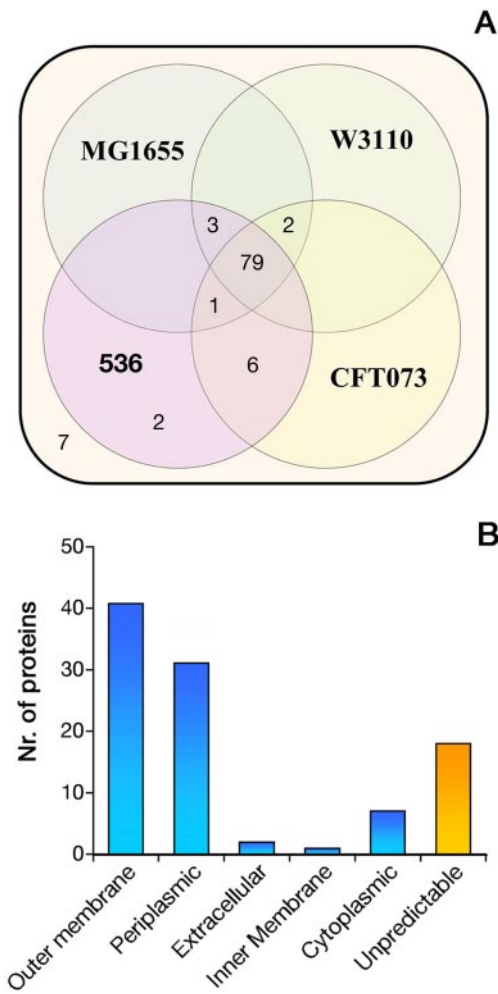 A
MG1655
W3110
3
2
79
1
536
6
CFT073
2
7
B
Nr. of proteins
50
40
30
20
10
0
Outer membrane
Periplasmic
Extracellular
Inner Membrane
Cytoplasmic
Unpredictable